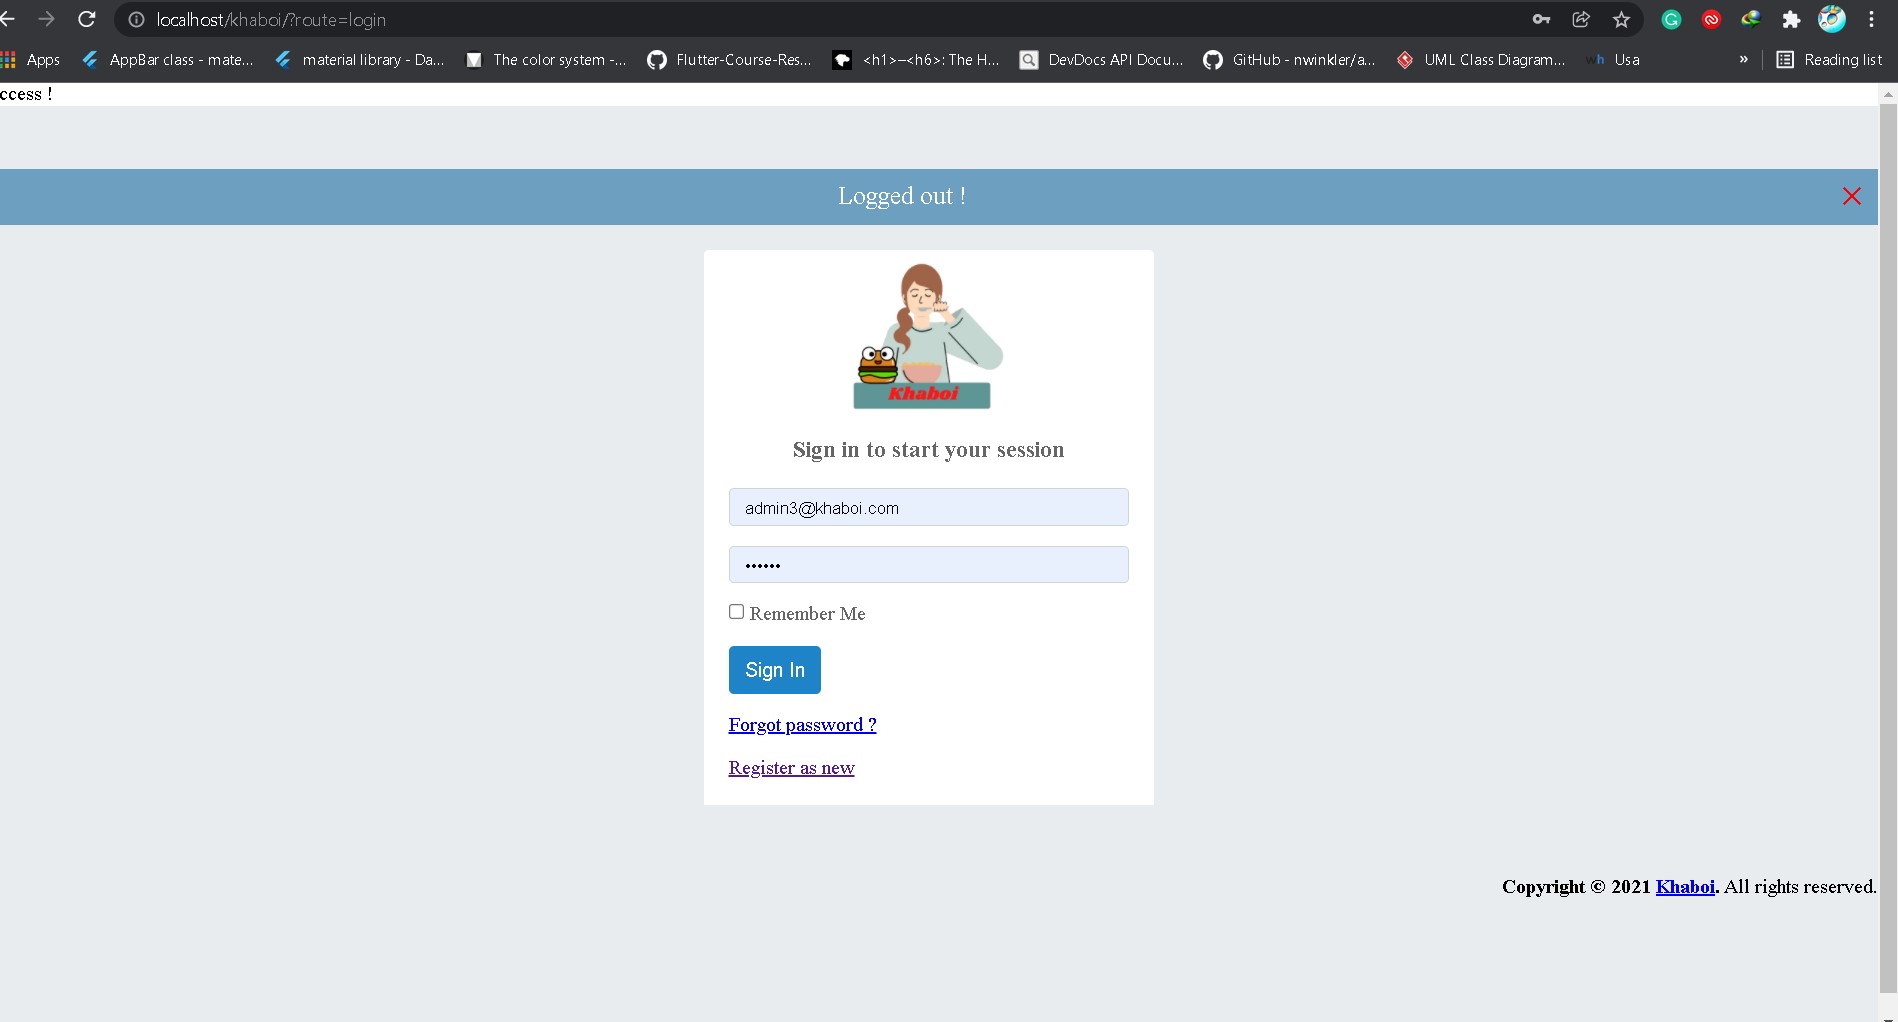 localhost/khaboi/?route=login
Apps AppBar class - mate... material library - Da... The color system -... Flutter-Course-Res... <h1>–<h6>: The H... DevDocs API Docu... GitHub - nwinkler/a... UML Class Diagram... wh Usa » Reading list
ccess !
Logged out !
Khaboi
Sign in to start your session
admin3@khaboi.com
••••••
Remember Me
Sign In
Forgot password ?
Register as new
Copyright © 2021 Khaboi. All rights reserved.